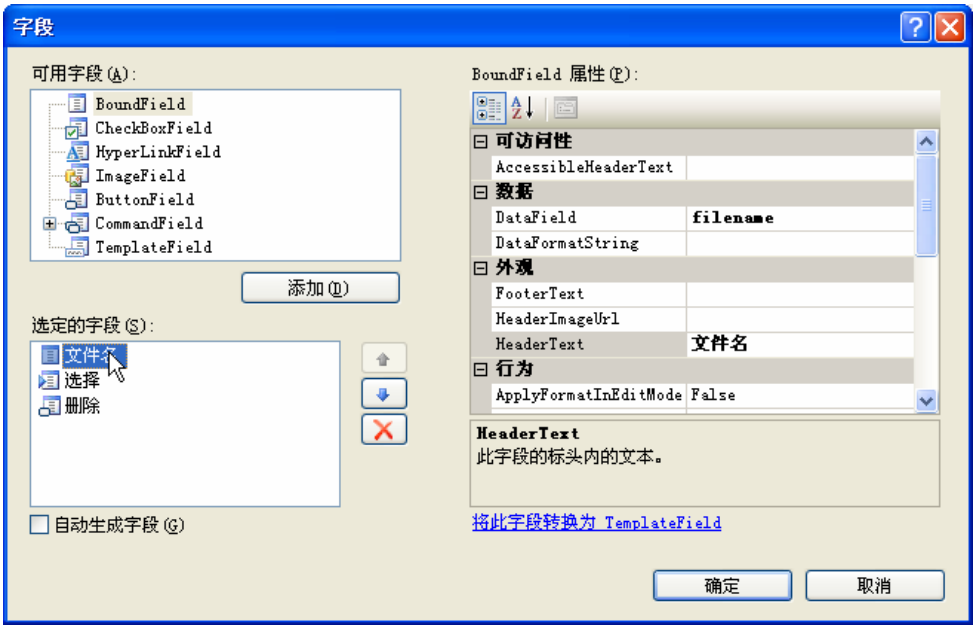 字段
可用字段(A):
BoundField
CheckBoxField
HyperLinkField
ImageField
ButtonField
CommandField
TemplateField
添加(D)
选定的字段(S):
文件名
选择
删除
自动生成字段(G)
BoundField 属性(P):
可访问性
AccessibleHeaderText
数据
DataField filename
DataFormatString
外观
FooterText
HeaderImageUrl
HeaderText 文件名
行为
ApplyFormatInEditMode False
HeaderText
此字段的标头内的文本。
将此字段转换为 TemplateField
确定 取消